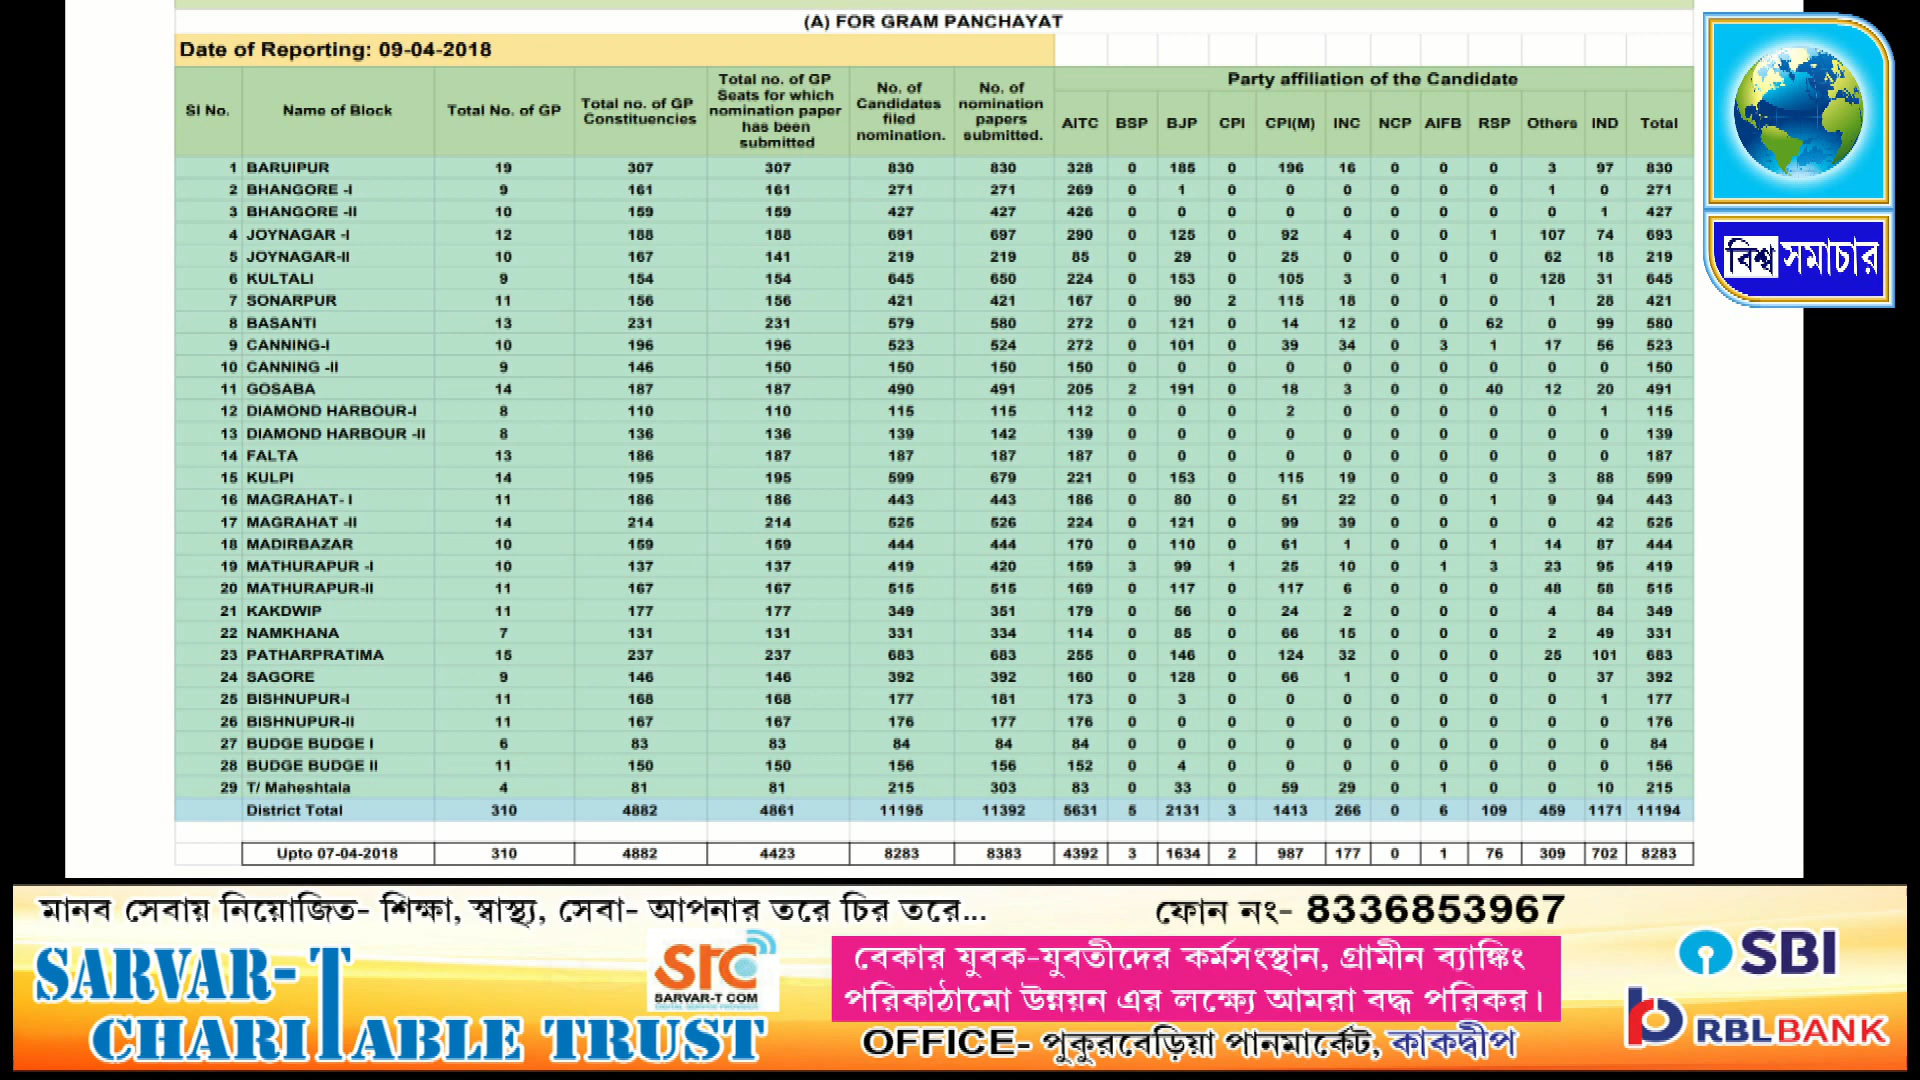 (A) FOR GRAM PANCHAYAT
Date of Reporting: 09-04-2018
Sl No. Name of Block Total No. of GP Total no. of GP Constituencies Total no. of GP Seats for which nomination paper has been submitted No. of Candidates filed nomination. No. of nomination papers submitted. Party affiliation of the Candidate
AITC BSP BJP CPI CPI(M) INC NCP AIFB RSP Others IND Total
1 BARUIPUR 19 307 307 830 830 328 0 185 0 196 16 0 0 0 3 97 830
2 BHANGORE -I 9 161 161 271 271 269 0 1 0 0 0 0 0 0 1 0 271
3 BHANGORE -II 10 159 159 427 427 426 0 0 0 0 0 0 0 0 0 1 427
4 JOYNAGAR -I 12 188 188 691 697 290 0 125 0 92 4 0 0 1 107 74 693
5 JOYNAGAR-II 10 167 141 219 219 85 0 29 0 25 0 0 0 0 62 18 219
6 KULTALI 9 154 154 645 650 224 0 153 0 105 3 0 1 0 128 31 645
7 SONARPUR 11 156 156 421 421 167 0 90 2 115 18 0 0 0 1 28 421
8 BASANTI 13 231 231 579 580 272 0 121 0 14 12 0 0 62 0 99 580
9 CANNING-I 10 196 196 523 524 272 0 101 0 39 34 0 3 1 17 56 523
10 CANNING -II 9 146 150 150 150 150 0 0 0 0 0 0 0 0 0 0 150
11 GOSABA 14 187 187 490 491 205 2 191 0 18 3 0 0 40 12 20 491
12 DIAMOND HARBOUR-I 8 110 110 115 115 112 0 0 0 2 0 0 0 0 0 1 115
13 DIAMOND HARBOUR -II 8 136 136 139 142 139 0 0 0 0 0 0 0 0 0 0 139
14 FALTA 13 186 187 187 187 187 0 0 0 0 0 0 0 0 0 0 187
15 KULPI 14 195 195 599 679 221 0 153 0 115 19 0 0 0 3 88 599
16 MAGRAHAT- I 11 186 186 443 443 186 0 80 0 51 22 0 0 1 9 94 443
17 MAGRAHAT -II 14 214 214 525 526 224 0 121 0 99 39 0 0 0 0 42 525
18 MADIRBAZAR 10 159 159 444 444 170 0 110 0 61 1 0 0 1 14 87 444
19 MATHURAPUR -I 10 137 137 419 420 159 3 99 1 25 10 0 1 3 23 95 419
20 MATHURAPUR-II 11 167 167 515 515 169 0 117 0 117 6 0 0 0 48 58 515
21 KAKDWIP 11 177 177 349 351 179 0 56 0 24 2 0 0 0 4 84 349
22 NAMKHANA 7 131 131 331 334 114 0 85 0 66 15 0 0 0 2 49 331
23 PATHARPRATIMA 15 237 237 683 683 255 0 146 0 124 32 0 0 0 25 101 683
24 SAGORE 9 146 146 392 392 160 0 128 0 66 1 0 0 0 0 37 392
25 BISHNUPUR-I 11 168 168 177 181 173 0 3 0 0 0 0 0 0 0 1 177
26 BISHNUPUR-II 11 167 167 176 177 176 0 0 0 0 0 0 0 0 0 0 176
27 BUDGE BUDGE I 6 83 83 84 84 84 0 0 0 0 0 0 0 0 0 0 84
28 BUDGE BUDGE II 11 150 150 156 156 152 0 4 0 0 0 0 0 0 0 0 156
29 T/ Maheshtala 4 81 81 215 303 83 0 33 0 59 29 0 1 0 0 10 215
District Total 310 4882 4861 11195 11392 5631 5 2131 3 1413 266 0 6 109 459 1171 11194
Upto 07-04-2018 310 4882 4423 8283 8383 4392 3 1634 2 987 177 0 1 76 309 702 8283
বিশ্ব সমাচার
মানব সেবায় নিয়োজিত- শিক্ষা, স্বাস্থ্য, সেবা- আপনার তরে চির তরে...
ফোন নং- 8336853967
SARVAR-T
CHARITABLE TRUST
STC
SARVAR-T COM
বেকার যুবক-যুবতীদের কর্মসংস্থান, গ্রামীন ব্যাঙ্কিং
পরিকাঠামো উন্নয়ন এর লক্ষ্যে আমরা বদ্ধ পরিকর।
OFFICE- পুকুরবেড়িয়া পানমার্কেট, কাকদ্বীপ
SBI
RBLBANK